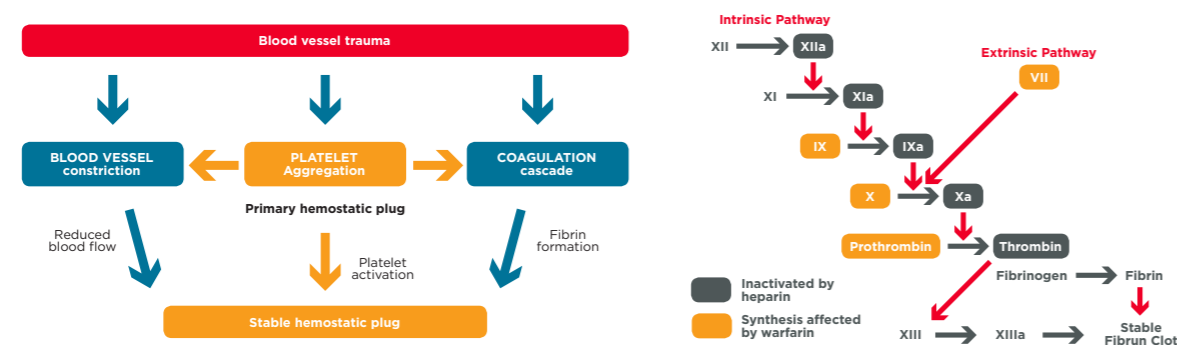 Blood vessel trauma
BLOOD VESSEL
constriction
PLATELET
Aggregation
COAGULATION
cascade
Primary hemostatic plug
Reduced
blood flow
Platelet
activation
Fibrin
formation
Stable hemostatic plug
Intrinsic Pathway
XII
XIIa
Extrinsic Pathway
VII
XI
XIa
IX
IXa
X
Xa
Prothrombin
Thrombin
Fibrinogen
Fibrin
XIII
XIIIa
Stable
Fibrun Clot
Inactivated by
heparin
Synthesis affected
by warfarin